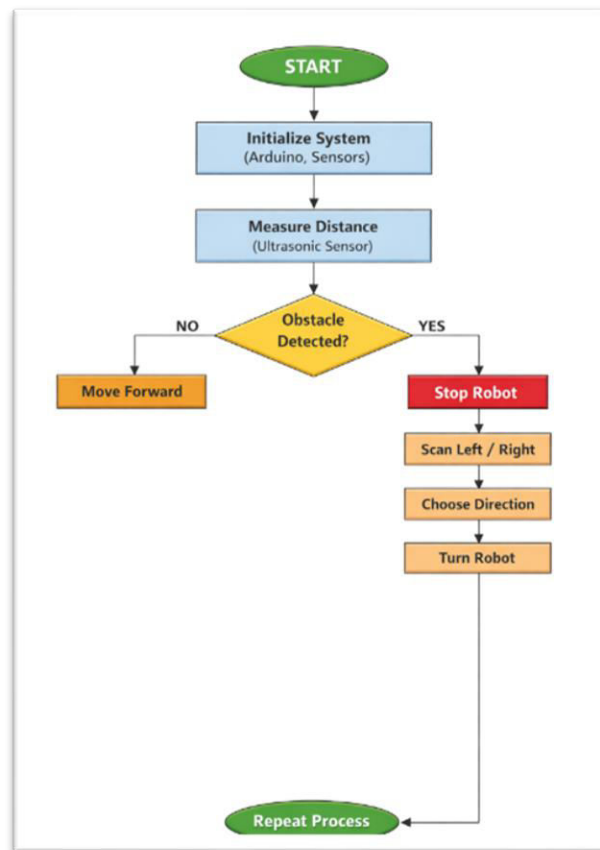 START
Initialize System
(Arduino, Sensors)
Measure Distance
(Ultrasonic Sensor)
Obstacle
Detected?
NO
YES
Move Forward
Stop Robot
Scan Left / Right
Choose Direction
Turn Robot
Repeat Process